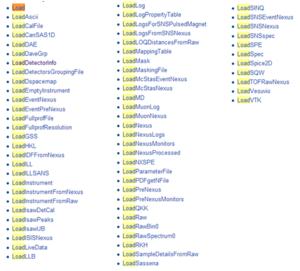 Load
LoadAscii
LoadCalFile
LoadCanSAS1D
LoadDAE
LoadDaveGrp
LoadDetectorInfo
LoadDetectorsGroupingFile
LoadDspacemap
LoadEmptyInstrument
LoadEventNexus
LoadEventPreNexus
LoadFullprofFile
LoadFullprofResolution
LoadGSS
LoadHKL
LoadIDFFromNexus
LoadILL
LoadILLSANS
LoadInstrument
LoadInstrumentFromNexus
LoadInstrumentFromRaw
LoadIsawDetCal
LoadIsawPeaks
LoadIsawUB
LoadISISNexus
LoadLiveData
LoadLLB
LoadLog
LoadLogPropertyTable
LoadLogsForSNSPulsedMagnet
LoadLogsFromSNSNexus
LoadLOQDistancesFromRaw
LoadMappingTable
LoadMask
LoadMaskingFile
LoadMcStasEventNexus
LoadMcStasNexus
LoadMD
LoadMuonLog
LoadMuonNexus
LoadNexus
LoadNexusLogs
LoadNexusMonitors
LoadNexusProcessed
LoadNXSPE
LoadParameterFile
LoadPDFgetNFile
LoadPreNexus
LoadPreNexusMonitors
LoadQKK
LoadRaw
LoadRawBin0
LoadRawSpectrum0
LoadRKH
LoadSampleDetailsFromRaw
LoadSassena
LoadSINQ
LoadSNSEventNexus
LoadSNSNexus
LoadSNSspec
LoadSPE
LoadSpec
LoadSpice2D
LoadSQW
LoadTOFRawNexus
LoadVesuvio
LoadVTK